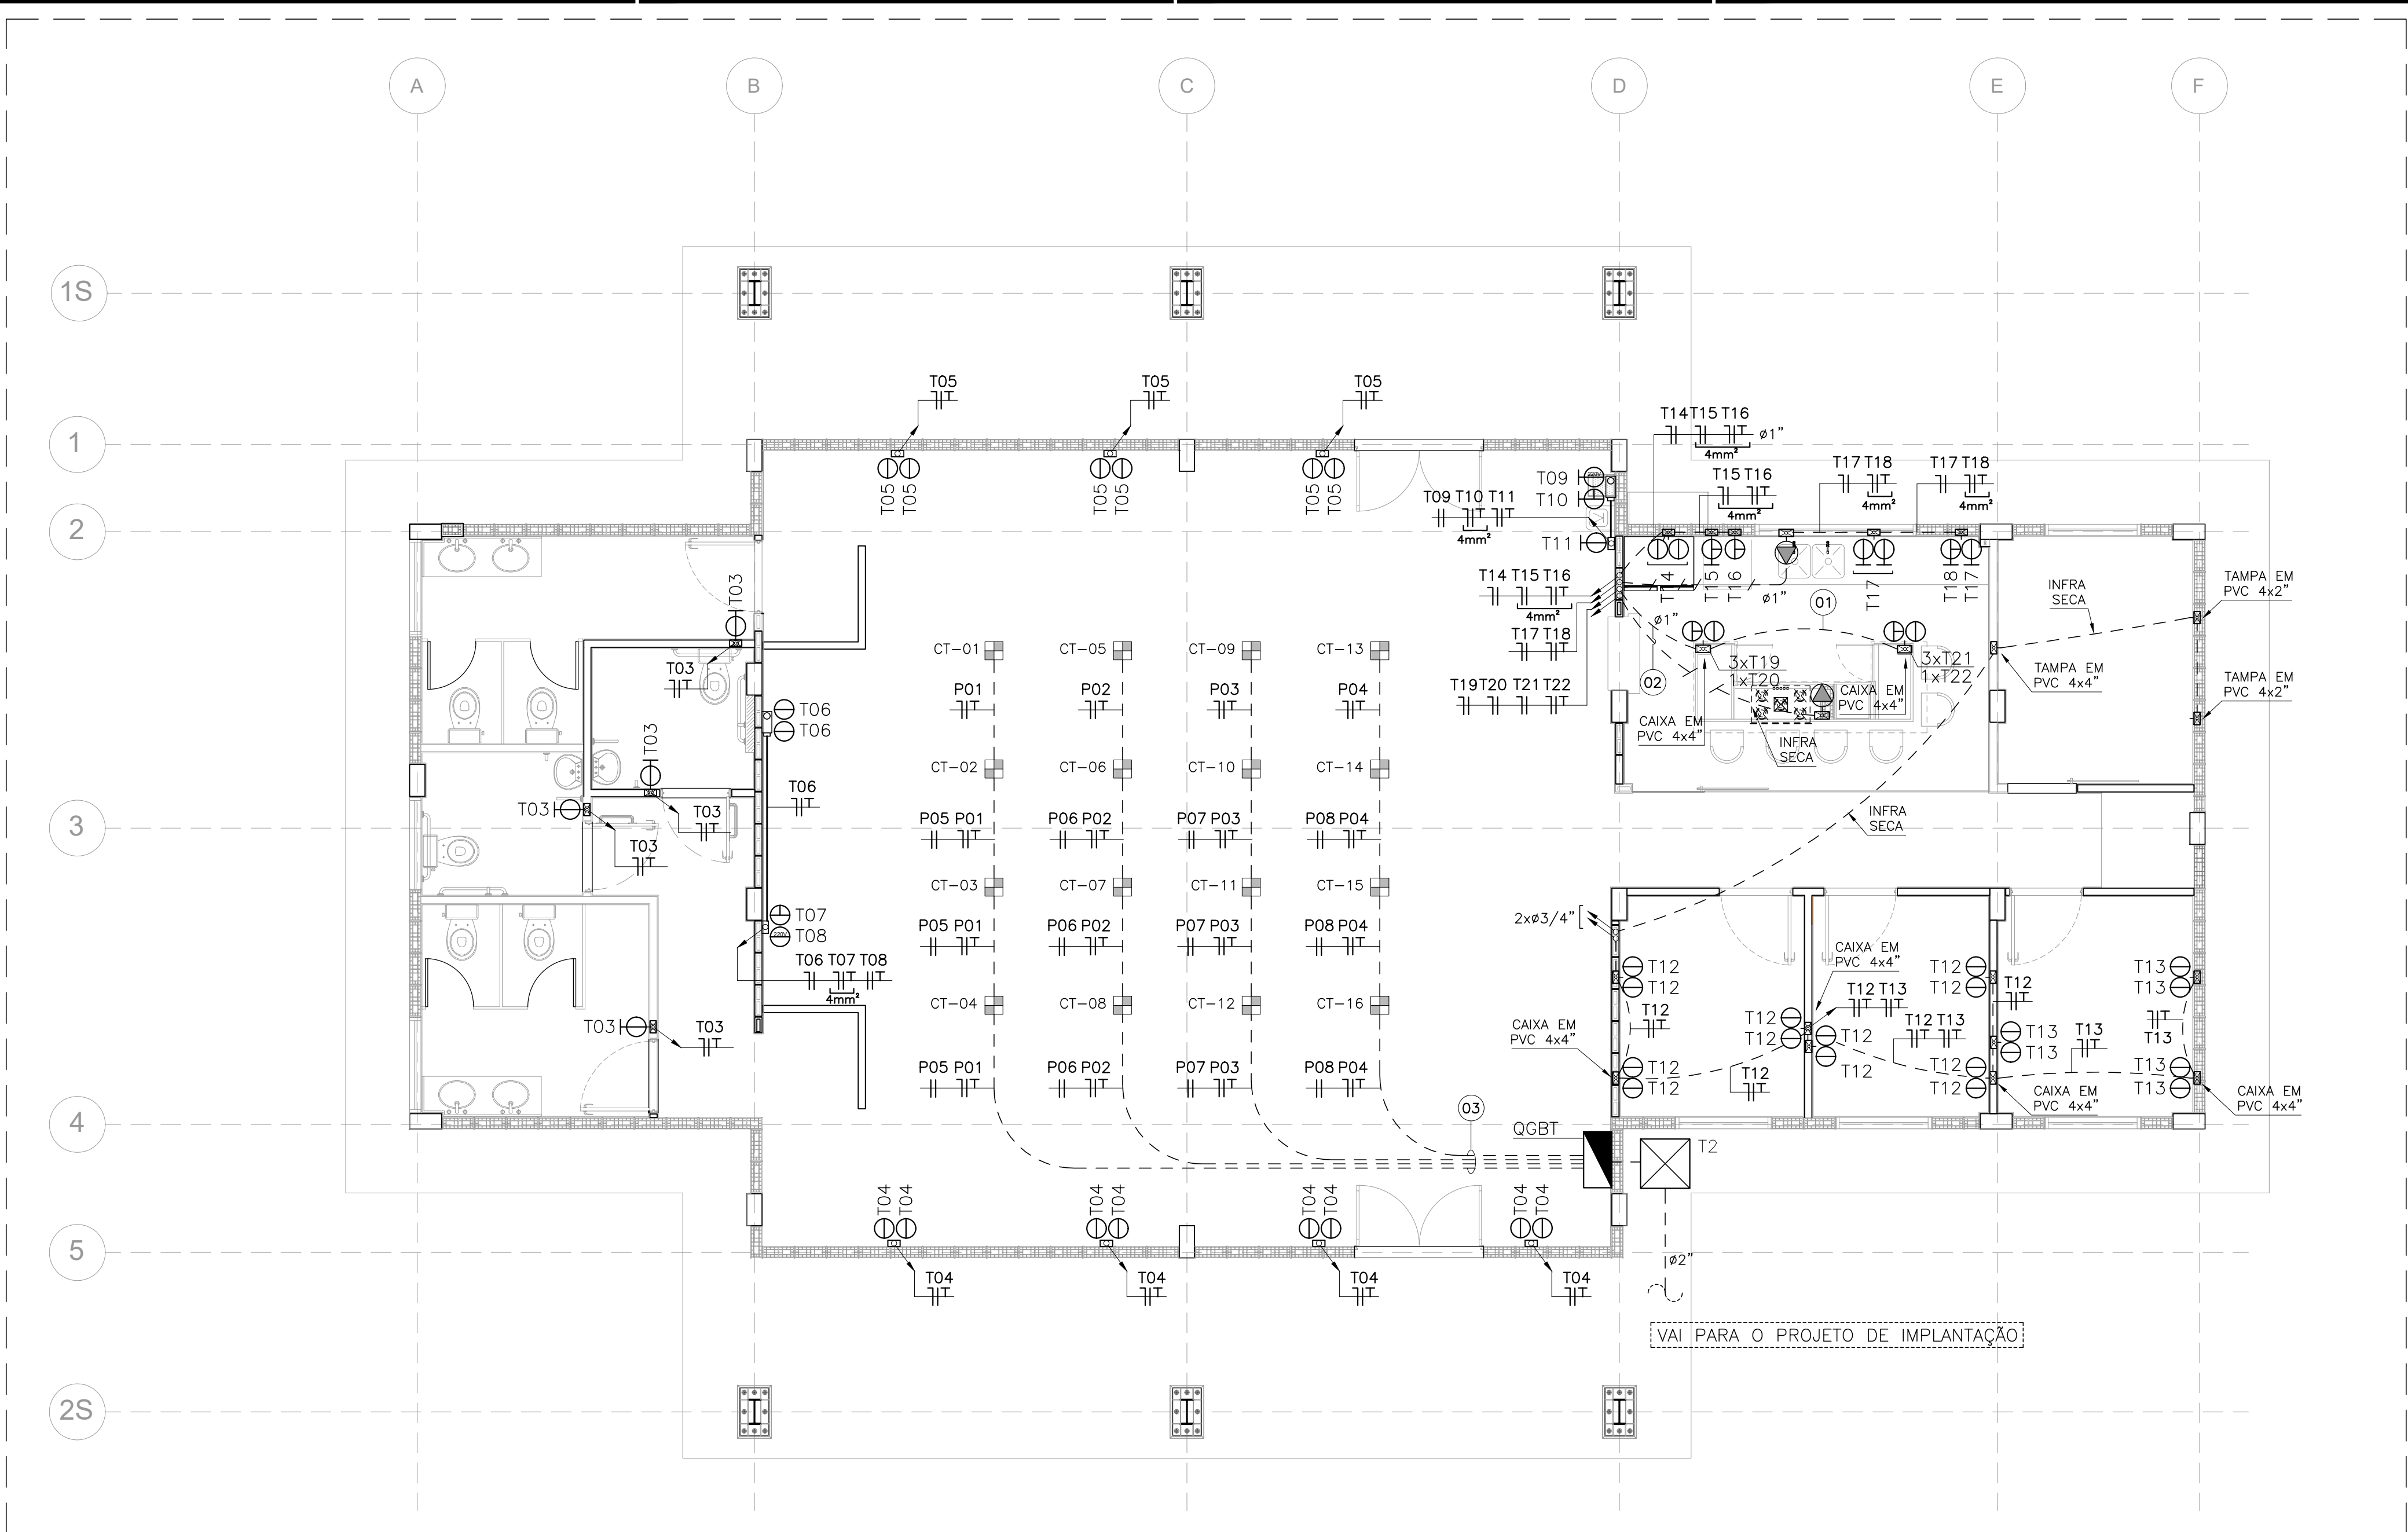 A B C D E F
1S
T05 T05 T05
1
T14 T15 T16
4mm² ø1"
T05 T05 T05 T05 T05 T05
T15 T16
4mm²
T17 T18
4mm²
T17 T18
4mm²
T09 220V
T10
T09 T10 T11
4mm²
2
T11
T14 T15 T16 T17 T18 T17
T14 T15 T16
4mm²
ø1"
01
INFRA
SECA
TAMPA EM
PVC 4x2"
T03
ø1"
T17 T18
CT-01 CT-05 CT-09 CT-13
T03
3xT19
1xT20
3xT21
1xT22
TAMPA EM
PVC 4x4"
TAMPA EM
PVC 4x2"
02
P01 P02 P03 P04
T19 T20 T21 T22
CAIXA EM
PVC 4x4"
CAIXA EM
PVC 4x4"
T06
T06
INFRA
SECA
T03
CT-02 CT-06 CT-10 CT-14
T06
T03
T03
T03
3
P05 P01 P06 P02 P07 P03 P08 P04
INFRA
SECA
CT-03 CT-07 CT-11 CT-15
T07
T08 220V
P05 P01 P06 P02 P07 P03 P08 P04
2xø3/4"
T06 T07 T08
4mm²
CAIXA EM
PVC 4x4"
T12 T12 T13
T12 T12 T13
CT-04 CT-08 CT-12 CT-16
T12 T13 T12
T12
T12
T12
T12 T13
T13
T13
T13
T13
T03
T03
T12
T12
CAIXA EM
PVC 4x4"
P05 P01 P06 P02 P07 P03 P08 P04
T12 T12 T13
T12 T12 T13
T12
CAIXA EM
PVC 4x4"
CAIXA EM
PVC 4x4"
03
4
QGBT
T2
T04 T04 T04 T04 T04 T04 T04 T04
5
ø2"
T04 T04 T04 T04
VAI PARA O PROJETO DE IMPLANTAÇÃO
2S